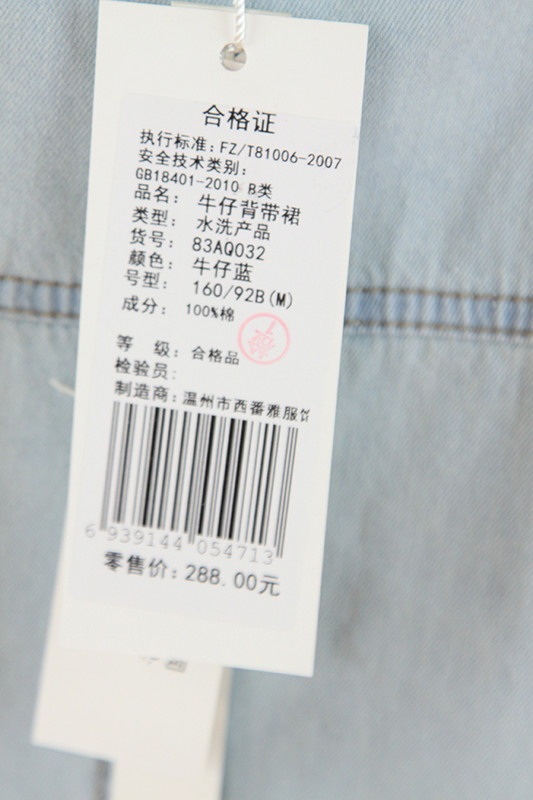 合格证
执行标准：FZ/T81006-2007
安全技术类别：
GB18401-2010 B类
品名： 牛仔背带裙
类型： 水洗产品
货号： 83AQ032
颜色： 牛仔蓝
号型： 160/92B(M)
成分： 100%棉
等 级：合格品
检验员：
制造商：温州市西番雅服饰
6 939144 054713
零售价：288.00元